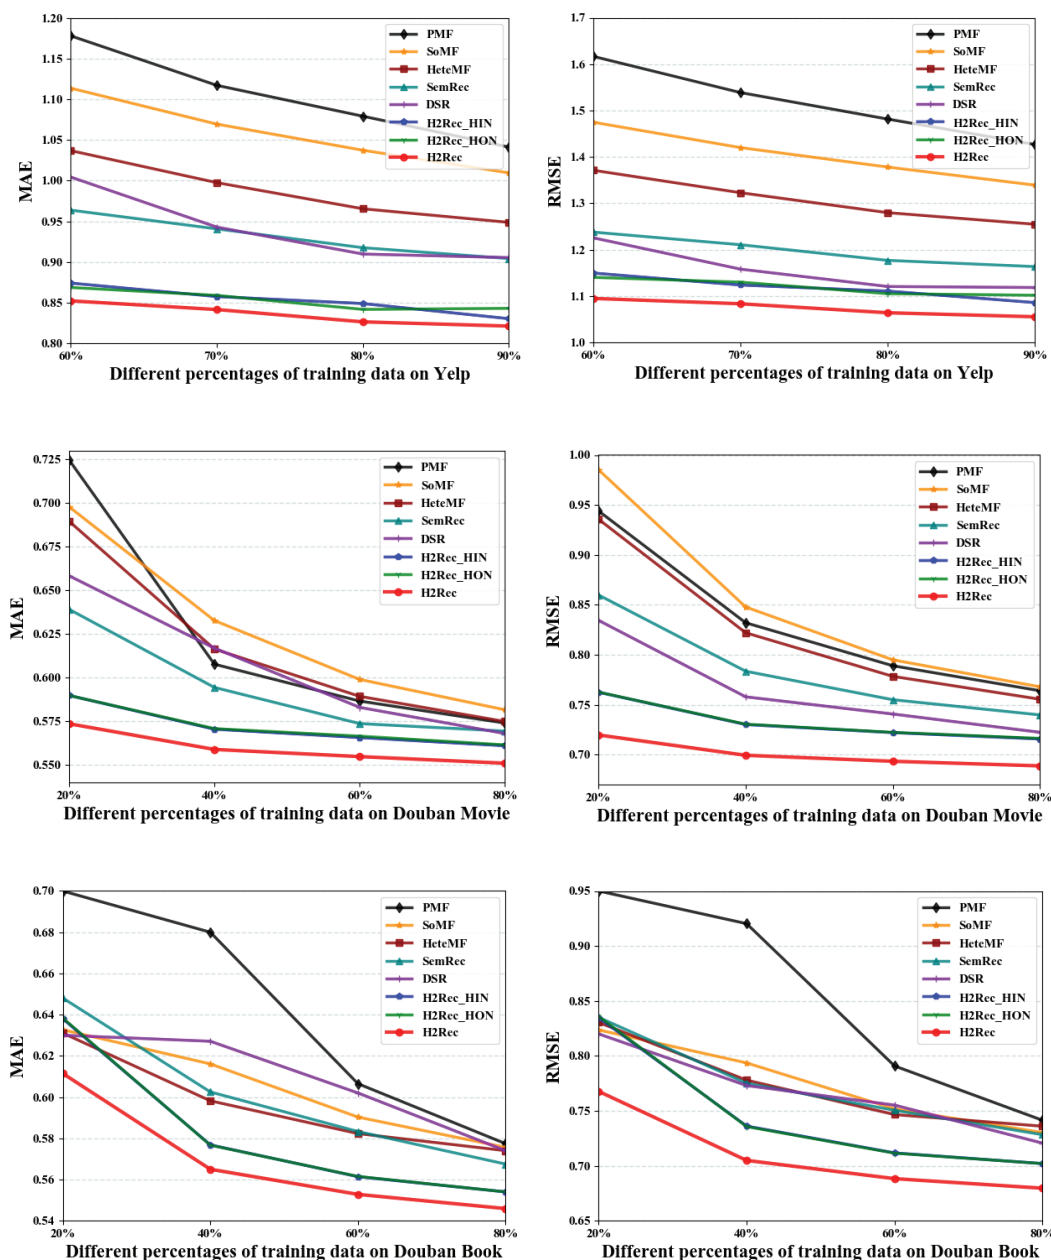 1.20
1.15
1.10
1.05
1.00
0.95
0.90
0.85
0.80
MAE
60%
70%
80%
90%
Different percentages of training data on Yelp
PMF
SoMF
HeteMF
SemRec
DSR
H2Rec_HIN
H2Rec_HON
H2Rec
1.7
1.6
1.5
1.4
1.3
1.2
1.1
1.0
RMSE
60%
70%
80%
90%
Different percentages of training data on Yelp
PMF
SoMF
HeteMF
SemRec
DSR
H2Rec_HIN
H2Rec_HON
H2Rec
0.725
0.700
0.675
0.650
0.625
0.600
0.575
0.550
MAE
20%
40%
60%
80%
Different percentages of training data on Douban Movie
PMF
SoMF
HeteMF
SemRec
DSR
H2Rec_HIN
H2Rec_HON
H2Rec
1.00
0.95
0.90
0.85
0.80
0.75
0.70
RMSE
20%
40%
60%
80%
Different percentages of training data on Douban Movie
PMF
SoMF
HeteMF
SemRec
DSR
H2Rec_HIN
H2Rec_HON
H2Rec
0.70
0.68
0.66
0.64
0.62
0.60
0.58
0.56
0.54
MAE
20%
40%
60%
80%
Different percentages of training data on Douban Book
PMF
SoMF
HeteMF
SemRec
DSR
H2Rec_HIN
H2Rec_HON
H2Rec
0.95
0.90
0.85
0.80
0.75
0.70
0.65
RMSE
20%
40%
60%
80%
Different percentages of training data on Douban Book
PMF
SoMF
HeteMF
SemRec
DSR
H2Rec_HIN
H2Rec_HON
H2Rec